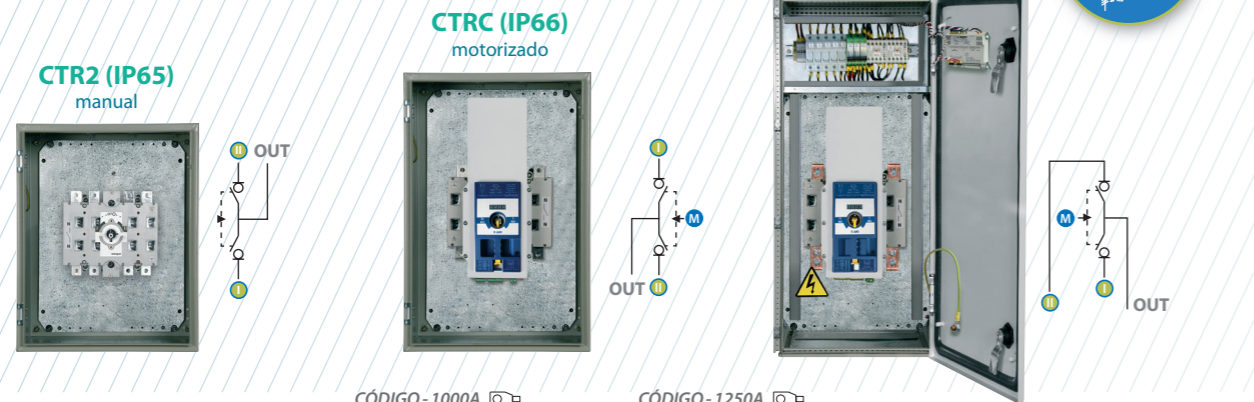 CTR2 (IP65)
manual
II OUT
I
CTRC (IP66)
motorizado
I
M
OUT II
M
II
I
OUT
CÓDIGO - 1000A
CÓDIGO - 1250A